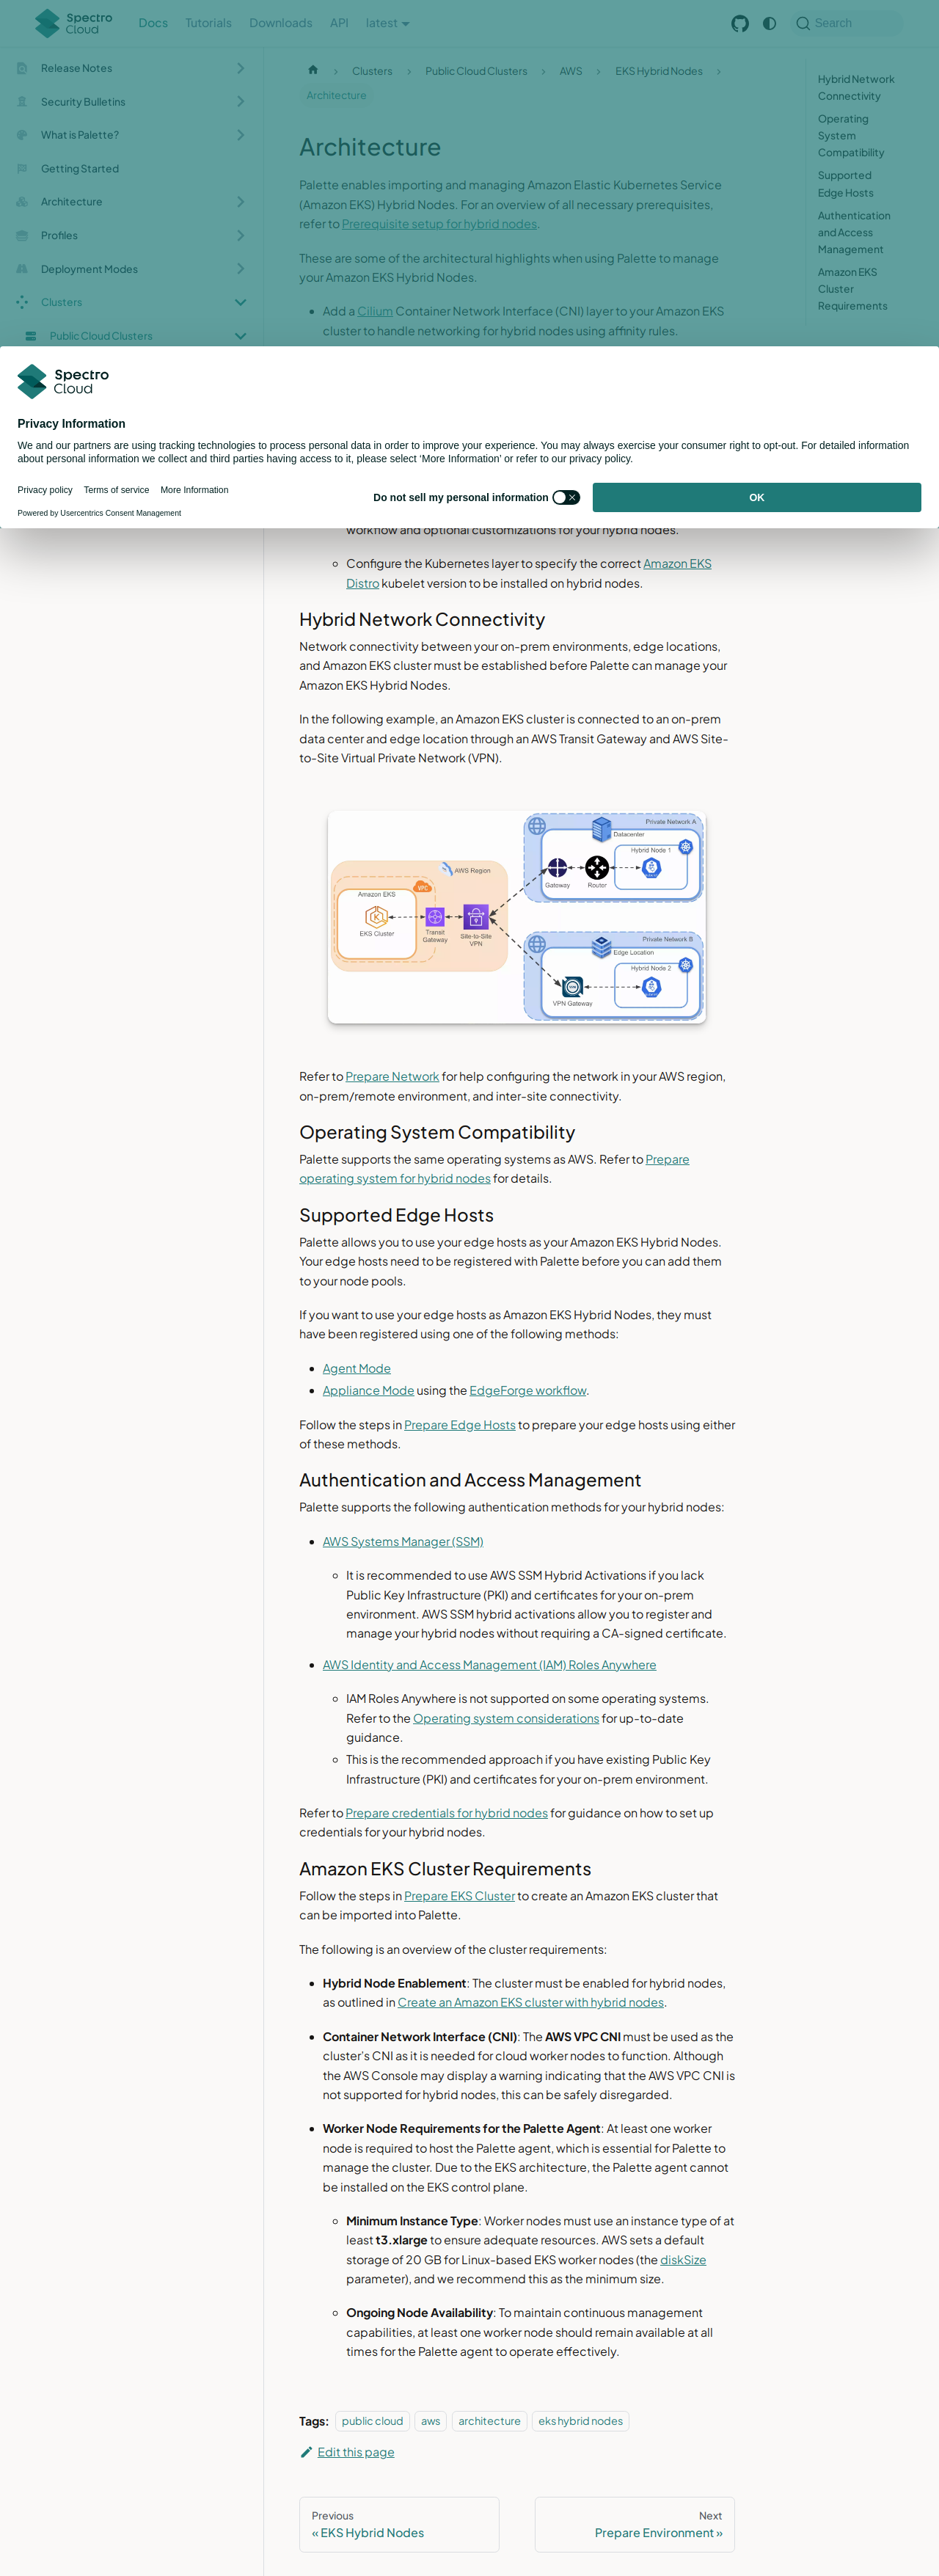 Spectro Cloud
Docs
Tutorials
Downloads
API
latest
Search
Release Notes
Security Bulletins
What is Palette?
Getting Started
Architecture
Profiles
Deployment Modes
Clusters
Public Cloud Clusters
Clusters
Public Cloud Clusters
AWS
EKS Hybrid Nodes
Architecture
Architecture
Palette enables importing and managing Amazon Elastic Kubernetes Service
(Amazon EKS) Hybrid Nodes. For an overview of all necessary prerequisites,
refer to Prerequisite setup for hybrid nodes.
These are some of the architectural highlights when using Palette to manage
your Amazon EKS Hybrid Nodes.
• Add a Cilium Container Network Interface (CNI) layer to your Amazon EKS
cluster to handle networking for hybrid nodes using affinity rules.
Hybrid Network
Connectivity
Operating
System
Compatibility
Supported
Edge Hosts
Authentication
and Access
Management
Amazon EKS
Cluster
Requirements
Spectro
Cloud
Privacy Information
We and our partners are using tracking technologies to process personal data in order to improve your experience. You may always exercise your consumer right to opt-out. For detailed information
about personal information we collect and third parties having access to it, please select ‘More Information’ or refer to our privacy policy.
Privacy policy
Terms of service
More Information
Powered by Usercentrics Consent Management
Do not sell my personal information
OK
workflow and optional customizations for your hybrid nodes.
Configure the Kubernetes layer to specify the correct Amazon EKS
Distro kubelet version to be installed on hybrid nodes.
Hybrid Network Connectivity
Network connectivity between your on-prem environments, edge locations,
and Amazon EKS cluster must be established before Palette can manage your
Amazon EKS Hybrid Nodes.
In the following example, an Amazon EKS cluster is connected to an on-prem
data center and edge location through an AWS Transit Gateway and AWS Site-
to-Site Virtual Private Network (VPN).
Private Network A
Datacenter
Hybrid Node 1
Gateway
Router
AWS Region
VPC
Amazon EKS
EKS Cluster
Transit
Gateway
Site-to-Site
VPN
Private Network B
Edge Location
Hybrid Node 2
VPN Gateway
Refer to Prepare Network for help configuring the network in your AWS region,
on-prem/remote environment, and inter-site connectivity.
Operating System Compatibility
Palette supports the same operating systems as AWS. Refer to Prepare
operating system for hybrid nodes for details.
Supported Edge Hosts
Palette allows you to use your edge hosts as your Amazon EKS Hybrid Nodes.
Your edge hosts need to be registered with Palette before you can add them
to your node pools.
If you want to use your edge hosts as Amazon EKS Hybrid Nodes, they must
have been registered using one of the following methods:
• Agent Mode
• Appliance Mode using the EdgeForge workflow.
Follow the steps in Prepare Edge Hosts to prepare your edge hosts using either
of these methods.
Authentication and Access Management
Palette supports the following authentication methods for your hybrid nodes:
• AWS Systems Manager (SSM)
It is recommended to use AWS SSM Hybrid Activations if you lack
Public Key Infrastructure (PKI) and certificates for your on-prem
environment. AWS SSM hybrid activations allow you to register and
manage your hybrid nodes without requiring a CA-signed certificate.
• AWS Identity and Access Management (IAM) Roles Anywhere
IAM Roles Anywhere is not supported on some operating systems.
Refer to the Operating system considerations for up-to-date
guidance.
This is the recommended approach if you have existing Public Key
Infrastructure (PKI) and certificates for your on-prem environment.
Refer to Prepare credentials for hybrid nodes for guidance on how to set up
credentials for your hybrid nodes.
Amazon EKS Cluster Requirements
Follow the steps in Prepare EKS Cluster to create an Amazon EKS cluster that
can be imported into Palette.
The following is an overview of the cluster requirements:
• Hybrid Node Enablement: The cluster must be enabled for hybrid nodes,
as outlined in Create an Amazon EKS cluster with hybrid nodes.
• Container Network Interface (CNI): The AWS VPC CNI must be used as the
cluster's CNI as it is needed for cloud worker nodes to function. Although
the AWS Console may display a warning indicating that the AWS VPC CNI is
not supported for hybrid nodes, this can be safely disregarded.
• Worker Node Requirements for the Palette Agent: At least one worker
node is required to host the Palette agent, which is essential for Palette to
manage the cluster. Due to the EKS architecture, the Palette agent cannot
be installed on the EKS control plane.
Minimum Instance Type: Worker nodes must use an instance type of at
least t3.xlarge to ensure adequate resources. AWS sets a default
storage of 20 GB for Linux-based EKS worker nodes (the diskSize
parameter), and we recommend this as the minimum size.
Ongoing Node Availability: To maintain continuous management
capabilities, at least one worker node should remain available at all
times for the Palette agent to operate effectively.
Tags: public cloud aws architecture eks hybrid nodes
Edit this page
Previous
« EKS Hybrid Nodes
Next
Prepare Environment »